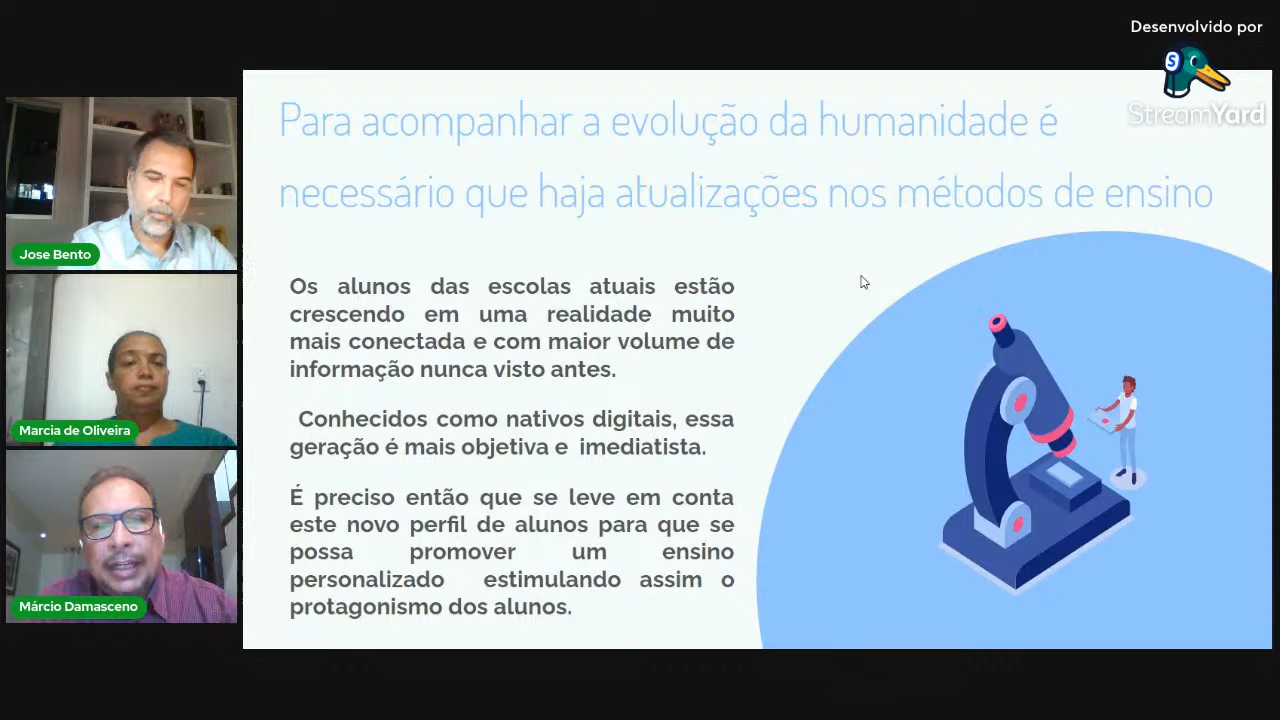 Desenvolvido por
S
StreamYard
Para acompanhar a evolução da humanidade é
necessário que haja atualizações nos métodos de ensino
Os alunos das escolas atuais estão
crescendo em uma realidade muito
mais conectada e com maior volume de
informação nunca visto antes.
Conhecidos como nativos digitais, essa
geração é mais objetiva e imediatista.
É preciso então que se leve em conta
este novo perfil de alunos para que se
possa promover um ensino
personalizado estimulando assim o
protagonismo dos alunos.
Jose Bento
Marcia de Oliveira
Márcio Damasceno